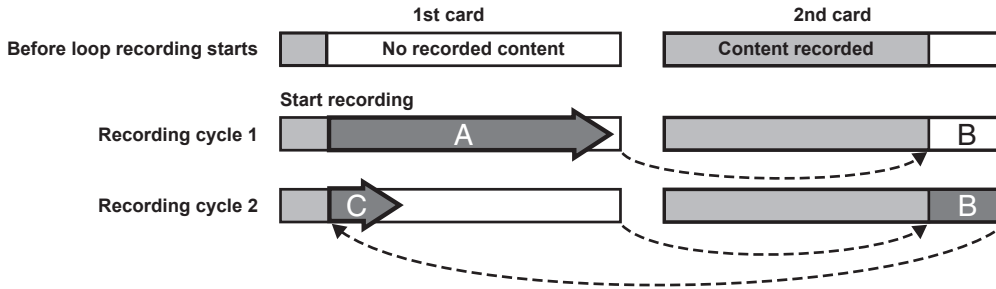 1st card
2nd card
Before loop recording starts
No recorded content
Content recorded
Start recording
Recording cycle 1
A
B
Recording cycle 2
C
B